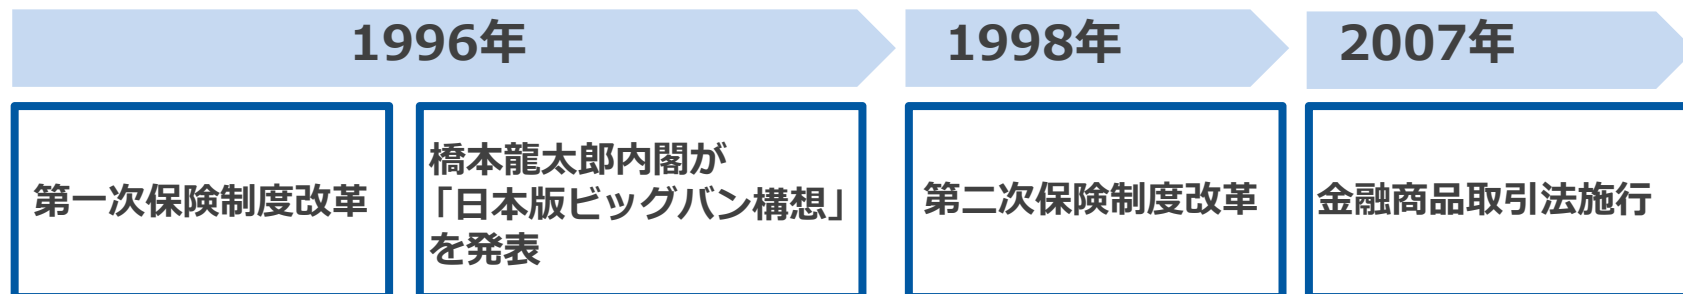 1996年
1998年
2007年
第一次保険制度改革
橋本龍太郎内閣が
「日本版ビッグバン構想」
を発表
第二次保険制度改革
金融商品取引法施行